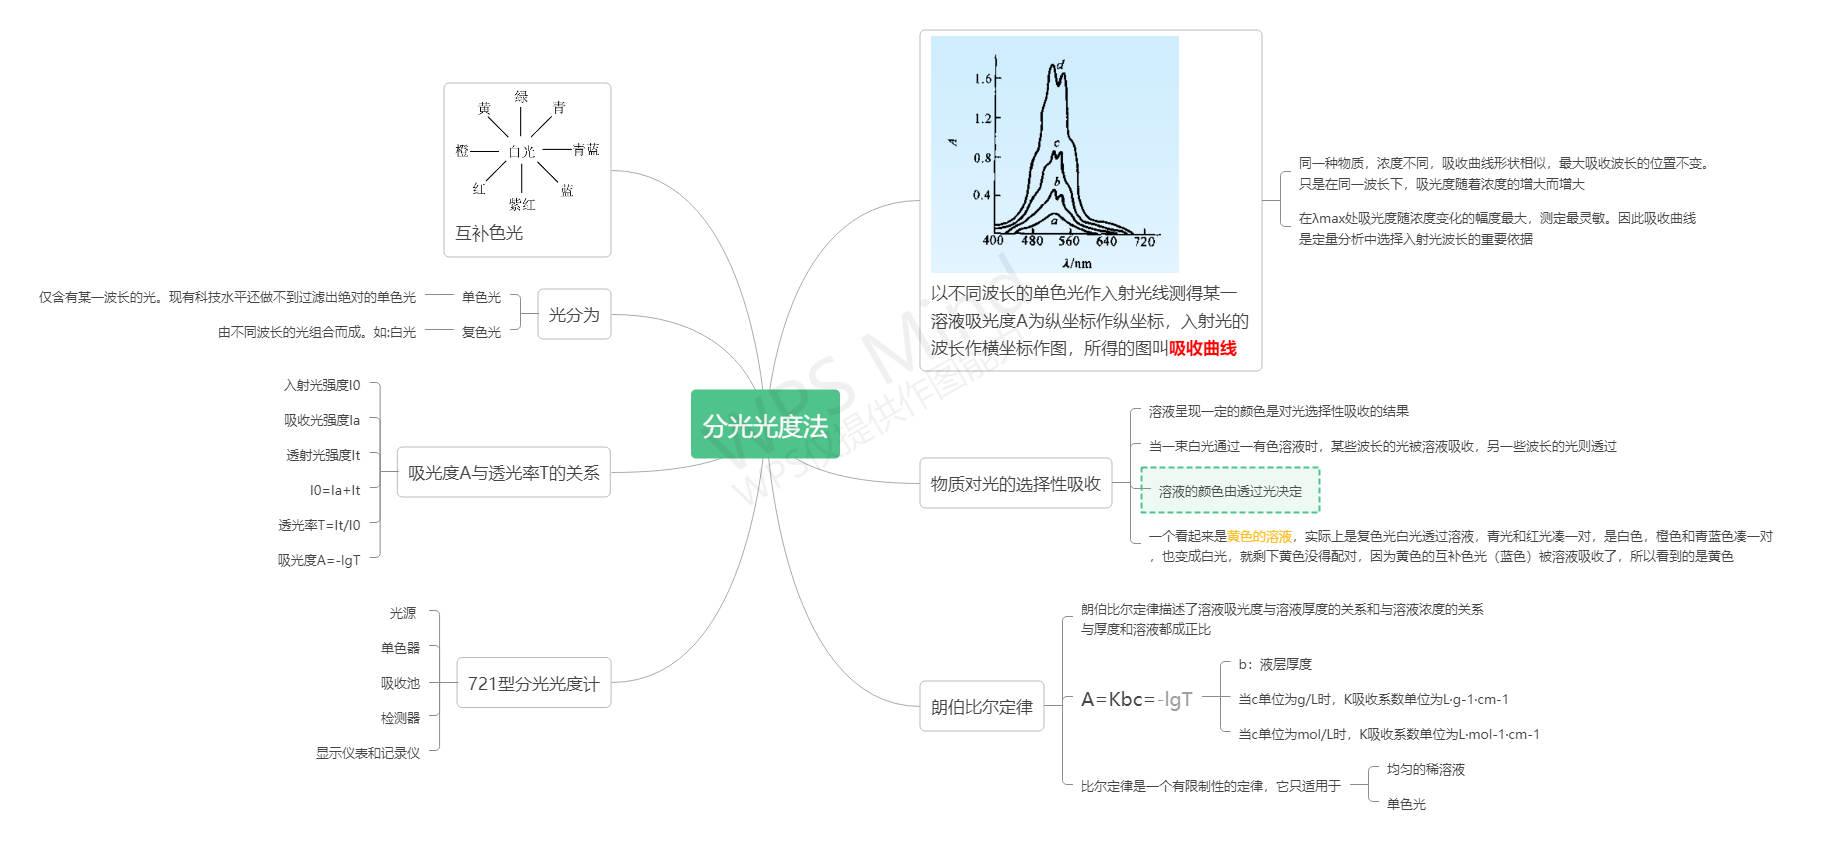 分光光度法
绿
黄
青
橙
白光
青蓝
红
蓝
紫红
互补色光
光分为
单色光
仅含有某一波长的光。现有科技水平还做不到过滤出绝对的单色光
复色光
由不同波长的光组合而成。如:白光
吸光度A与透光率T的关系
入射光强度I0
吸收光强度Ia
透射光强度It
I0=Ia+It
透光率T=It/I0
吸光度A=-lgT
721型分光光度计
光源
单色器
吸收池
检测器
显示仪表和记录仪
1.6
1.2
0.8
0.4
A
d
c
b
a
400 480 560 640 720
λ/nm
以不同波长的单色光作入射光线测得某一
溶液吸光度A为纵坐标作纵坐标，入射光的
波长作横坐标作图，所得的图叫吸收曲线
同一种物质，浓度不同，吸收曲线形状相似，最大吸收波长的位置不变。
只是在同一波长下，吸光度随着浓度的增大而增大
在λmax处吸光度随浓度变化的幅度最大，测定最灵敏。因此吸收曲线
是定量分析中选择入射光波长的重要依据
物质对光的选择性吸收
溶液呈现一定的颜色是对光选择性吸收的结果
当一束白光通过一有色溶液时，某些波长的光被溶液吸收，另一些波长的光则透过
溶液的颜色由透过光决定
一个看起来是黄色的溶液，实际上是复色光白光透过溶液，青光和红光凑一对，是白色，橙色和青蓝色凑一对
，也变成白光，就剩下黄色没得配对，因为黄色的互补色光（蓝色）被溶液吸收了，所以看到的是黄色
朗伯比尔定律
朗伯比尔定律描述了溶液吸光度与溶液厚度的关系和与溶液浓度的关系
与厚度和溶液都成正比
A=Kbc=-lgT
b：液层厚度
当c单位为g/L时，K吸收系数单位为L·g-1·cm-1
当c单位为mol/L时，K吸收系数单位为L·mol-1·cm-1
比尔定律是一个有限制性的定律，它只适用于
均匀的稀溶液
单色光
WPS Mind